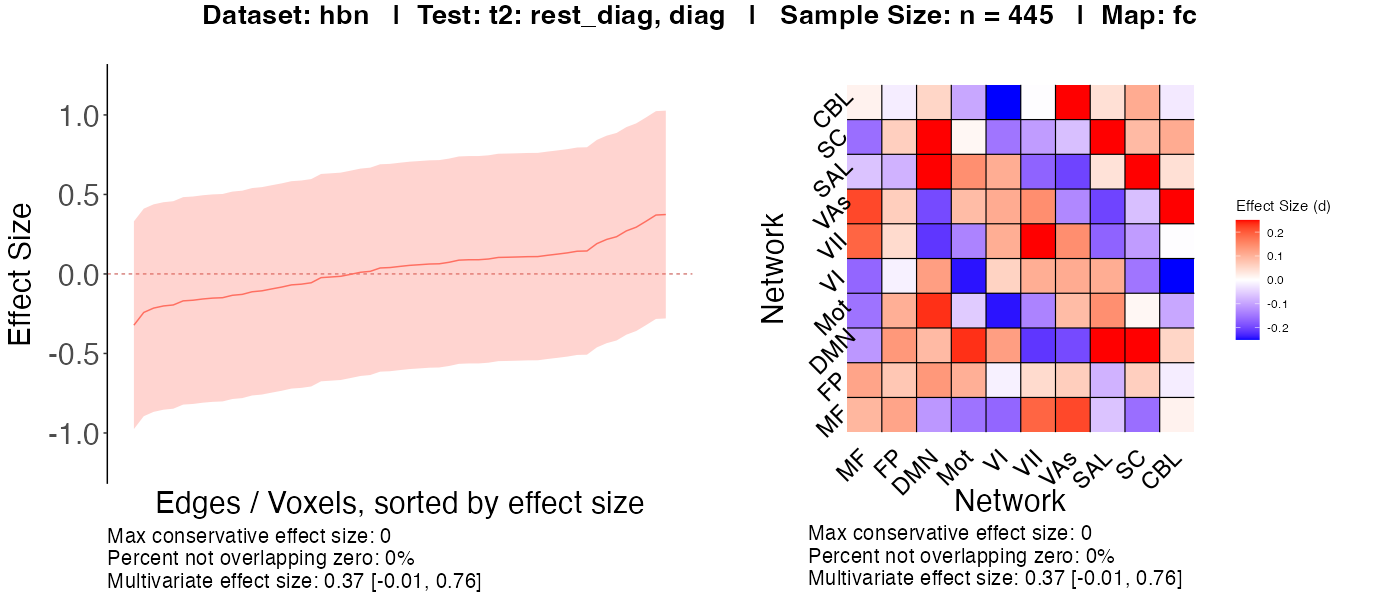 Dataset: hbn | Test: t2: rest_diag, diag | Sample Size: n = 445 | Map: fc
Effect Size
1.0
0.5
0.0
-0.5
-1.0
Edges / Voxels, sorted by effect size
Max conservative effect size: 0
Percent not overlapping zero: 0%
Multivariate effect size: 0.37 [-0.01, 0.76]
Network
CBL
SC
SAL
VAs
VII
VI
Mot
DMN
FP
MF
MF FP DMN Mot VI VII VAs SAL SC CBL
Network
Effect Size (d)
0.2
0.1
0.0
-0.1
-0.2
Max conservative effect size: 0
Percent not overlapping zero: 0%
Multivariate effect size: 0.37 [-0.01, 0.76]